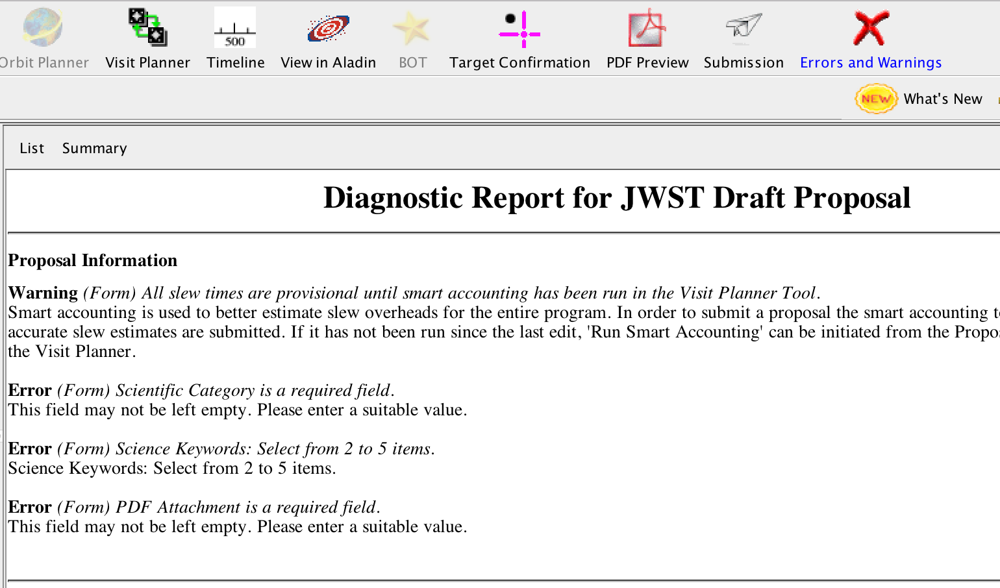 500
Orbit Planner Visit Planner Timeline View in Aladin BOT Target Confirmation PDF Preview Submission Errors and Warnings
NEW What's New
List Summary
Diagnostic Report for JWST Draft Proposal
Proposal Information
Warning (Form) All slew times are provisional until smart accounting has been run in the Visit Planner Tool.
Smart accounting is used to better estimate slew overheads for the entire program. In order to submit a proposal the smart accounting
accurate slew estimates are submitted. If it has not been run since the last edit, 'Run Smart Accounting' can be initiated from the
the Visit Planner.
Error (Form) Scientific Category is a required field.
This field may not be left empty. Please enter a suitable value.
Error (Form) Science Keywords: Select from 2 to 5 items.
Science Keywords: Select from 2 to 5 items.
Error (Form) PDF Attachment is a required field.
This field may not be left empty. Please enter a suitable value.